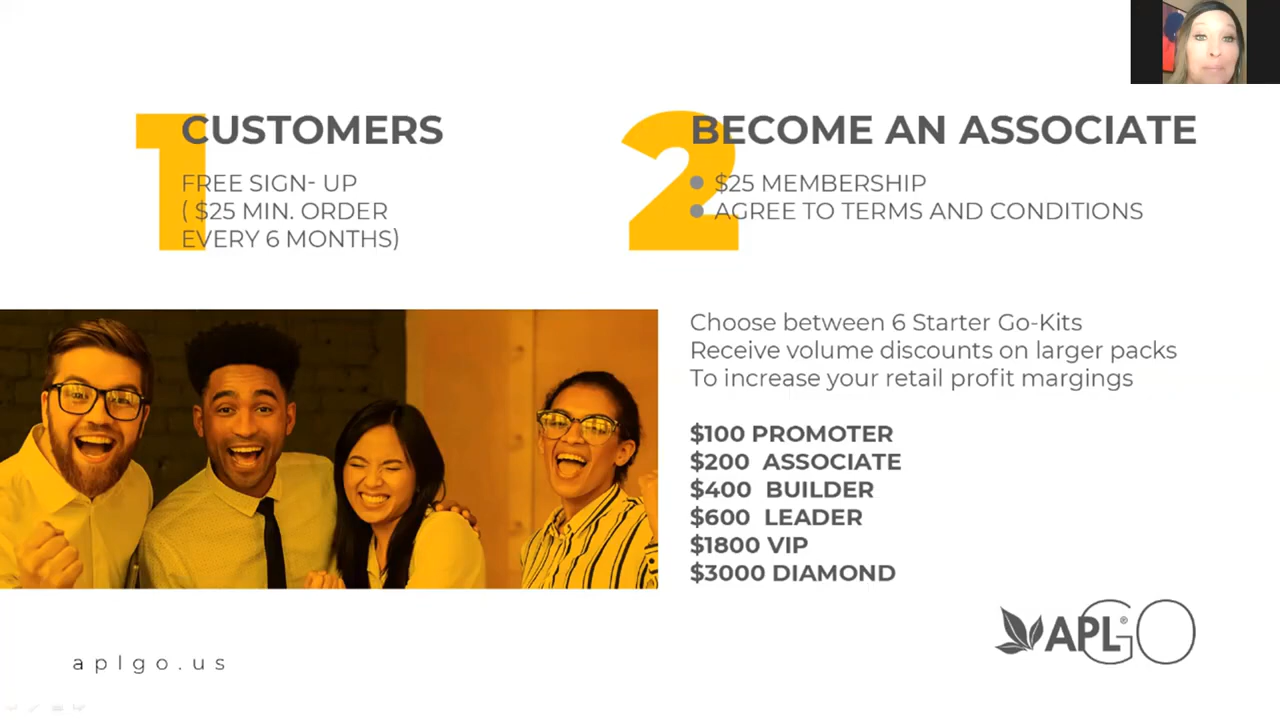 1 CUSTOMERS
FREE SIGN- UP
( $25 MIN. ORDER
EVERY 6 MONTHS)
2 BECOME AN ASSOCIATE
● $25 MEMBERSHIP
● AGREE TO TERMS AND CONDITIONS
Choose between 6 Starter Go-Kits
Receive volume discounts on larger packs
To increase your retail profit margings
$100 PROMOTER
$200 ASSOCIATE
$400 BUILDER
$600 LEADER
$1800 VIP
$3000 DIAMOND
aplgo.us
APL® GO